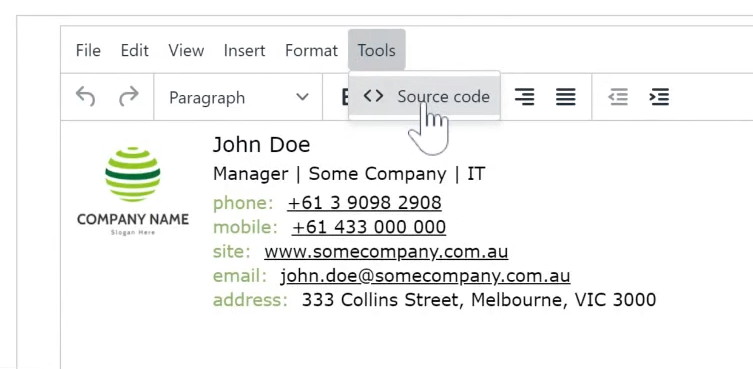 File Edit View Insert Format Tools
Paragraph
Source code
John Doe
Manager | Some Company | IT
phone: +61 3 9098 2908
mobile: +61 433 000 000
site: www.somecompany.com.au
email: john.doe@somecompany.com.au
address: 333 Collins Street, Melbourne, VIC 3000
COMPANY NAME
Slogan Here